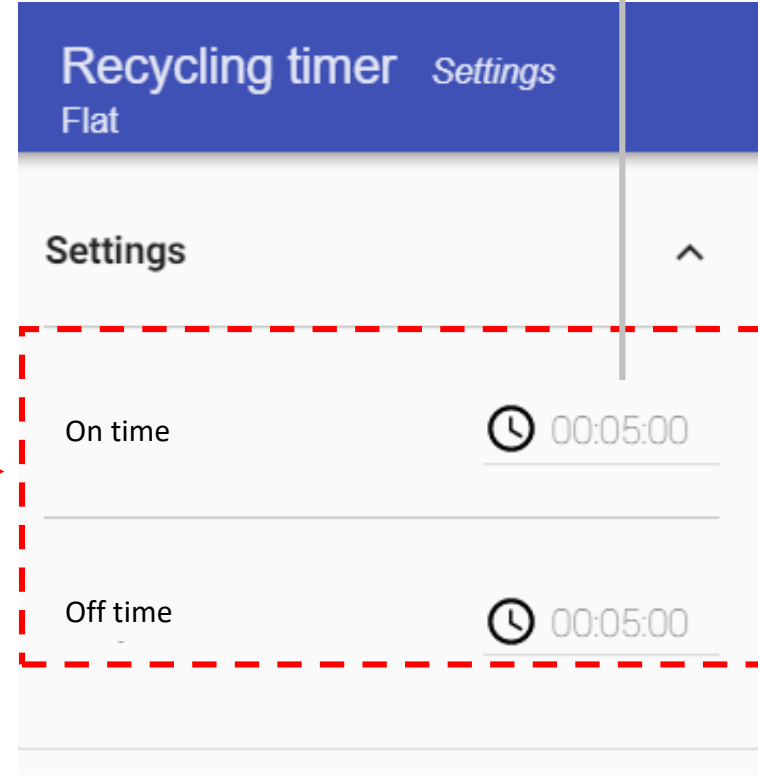 Recycling timer Settings
Flat
Settings
On time
00:05:00
Off time
00:05:00